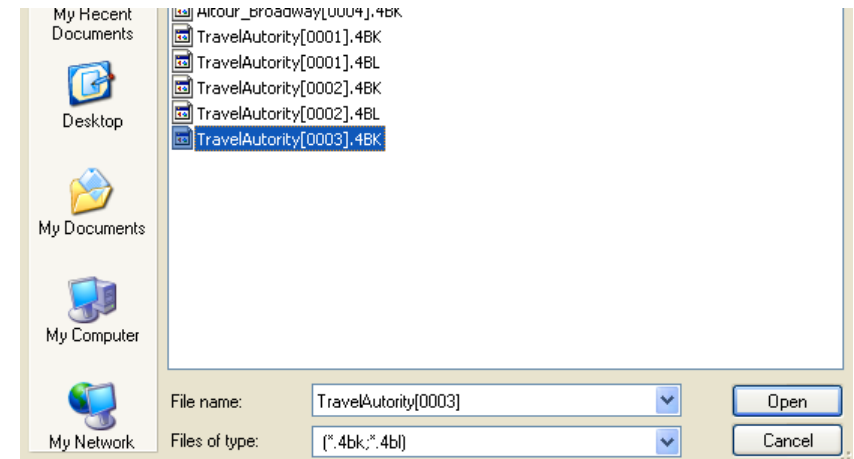 My Recent
Documents
Desktop
My Documents
My Computer
My Network
Altour_Broadway[0004].4BK
TravelAutority[0001].4BK
TravelAutority[0001].4BL
TravelAutority[0002].4BK
TravelAutority[0002].4BL
TravelAutority[0003].4BK
File name: TravelAutority[0003] Open
Files of type: (*.4bk;*.4bl) Cancel